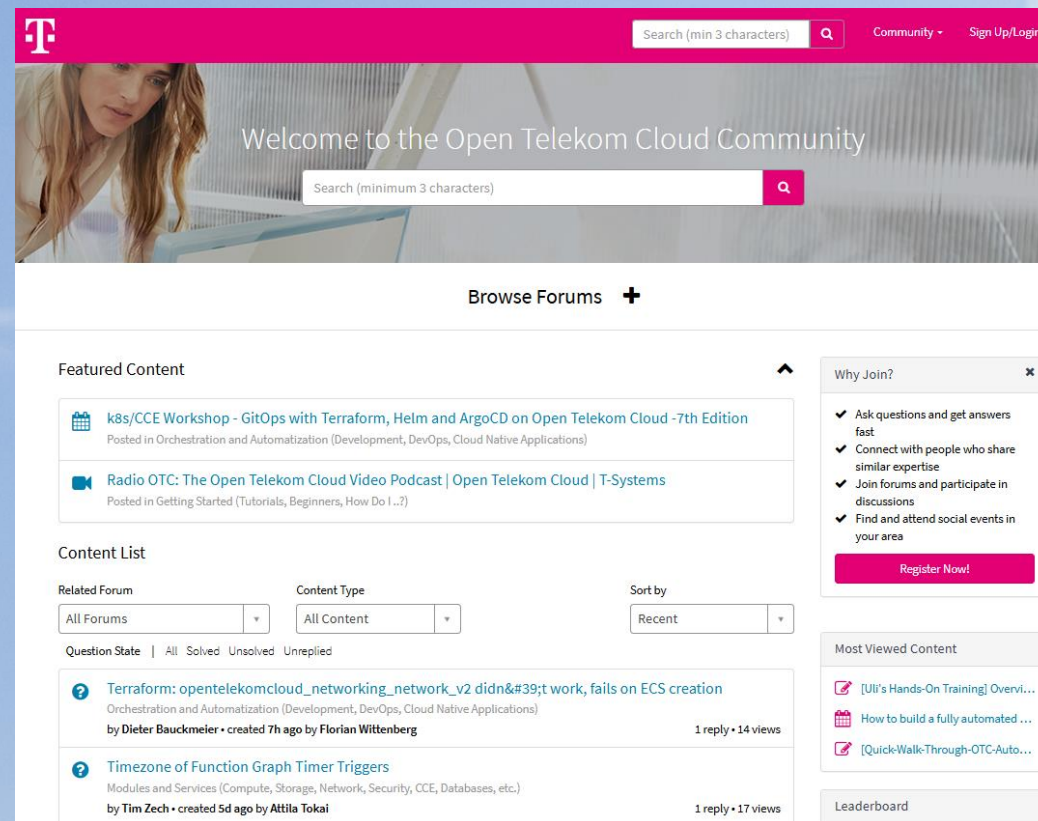 T
Search (min 3 characters)
Community
Sign Up/Login
Welcome to the Open Telekom Cloud Community
Search (minimum 3 characters)
Browse Forums
Featured Content
k8s/CCE Workshop - GitOps with Terraform, Helm and ArgoCD on Open Telekom Cloud -7th Edition
Posted in Orchestration and Automatization (Development, DevOps, Cloud Native Applications)
Radio OTC: The Open Telekom Cloud Video Podcast | Open Telekom Cloud | T-Systems
Posted in Getting Started (Tutorials, Beginners, How Do I ..?)
Content List
Related Forum
Content Type
Sort by
All Forums
All Content
Recent
Question State | All Solved Unsolved Unreplied
Terraform: opentelekomcloud_networking_network_v2 didn&#39;t work, fails on ECS creation
Orchestration and Automatization (Development, DevOps, Cloud Native Applications)
by Dieter Bauckmeier • created 7h ago by Florian Wittenberg
1 reply • 14 views
Timezone of Function Graph Timer Triggers
Modules and Services (Compute, Storage, Network, Security, CCE, Databases, etc.)
by Tim Zech • created 5d ago by Attila Tokai
1 reply • 17 views
Why Join?
Ask questions and get answers
fast
Connect with people who share
similar expertise
Join forums and participate in
discussions
Find and attend social events in
your area
Register Now!
Most Viewed Content
[Uli's Hands-On Training] Overvi...
How to build a fully automated ...
[Quick-Walk-Through-OTC-Auto...
Leaderboard